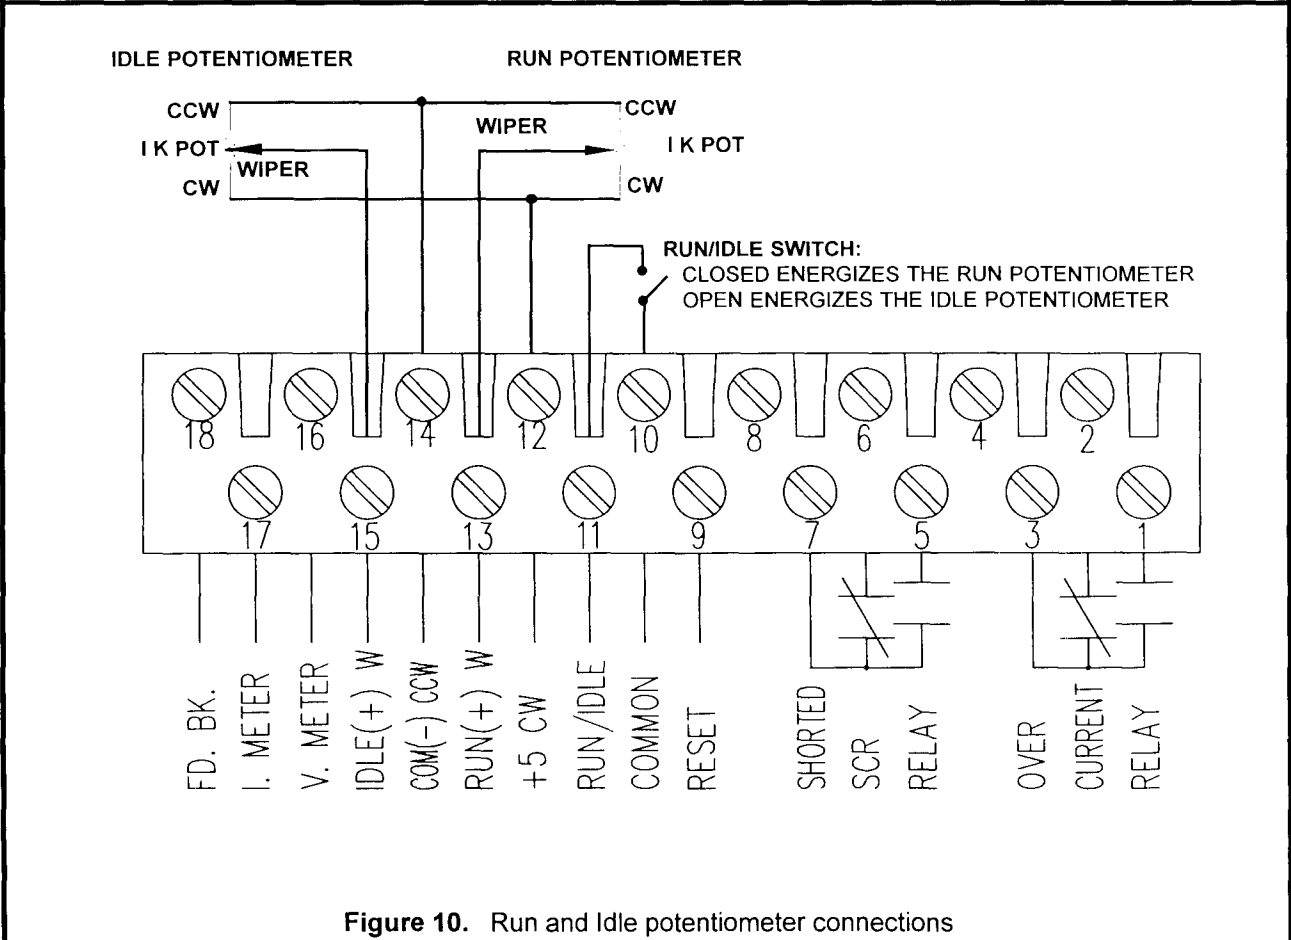 IDLE POTENTIOMETER
RUN POTENTIOMETER
CCW
CCW
WIPER
I K POT
I K POT
WIPER
CW
CW
RUN/IDLE SWITCH:
CLOSED ENERGIZES THE RUN POTENTIOMETER
OPEN ENERGIZES THE IDLE POTENTIOMETER
18
16
14
12
10
8
6
4
2
17
15
13
11
9
7
5
3
1
FD. BK.
I. METER
V. METER
IDLE(+) W
COM(-) CCW
RUN(+) W
+5 CW
RUN/IDLE
COMMON
RESET
SHORTED
SCR
RELAY
OVER
CURRENT
RELAY
Figure 10. Run and Idle potentiometer connections